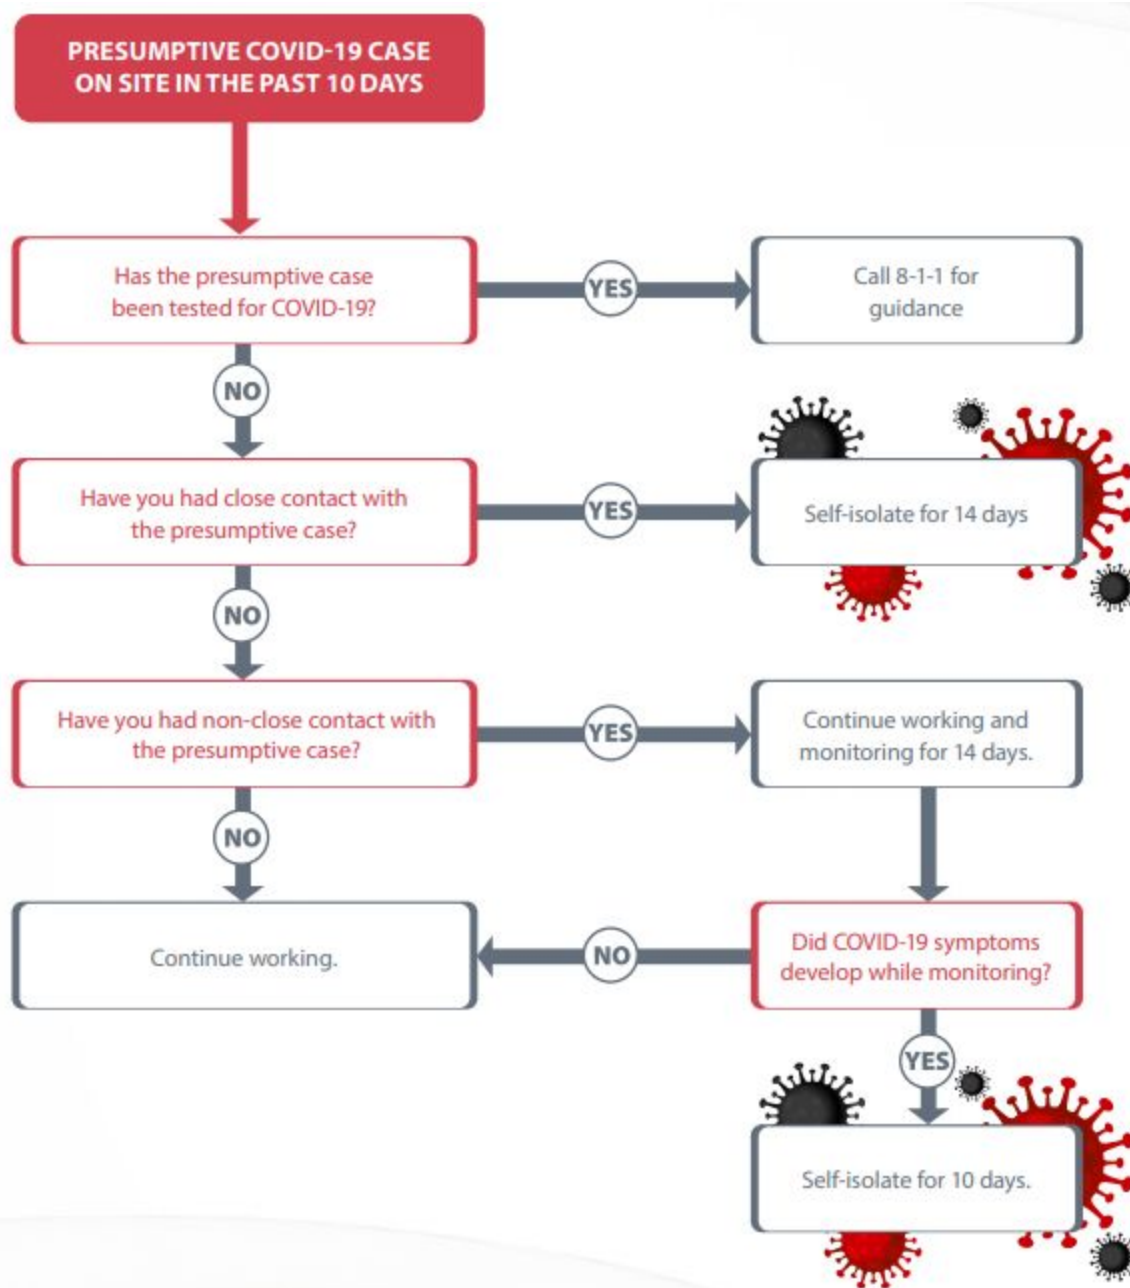 PRESUMPTIVE COVID-19 CASE
ON SITE IN THE PAST 10 DAYS
Has the presumptive case
been tested for COVID-19?
YES
Call 8-1-1 for
guidance
NO
Have you had close contact with
the presumptive case?
YES
Self-isolate for 14 days
NO
Have you had non-close contact with
the presumptive case?
YES
Continue working and
monitoring for 14 days.
NO
Continue working.
NO
Did COVID-19 symptoms
develop while monitoring?
YES
Self-isolate for 10 days.